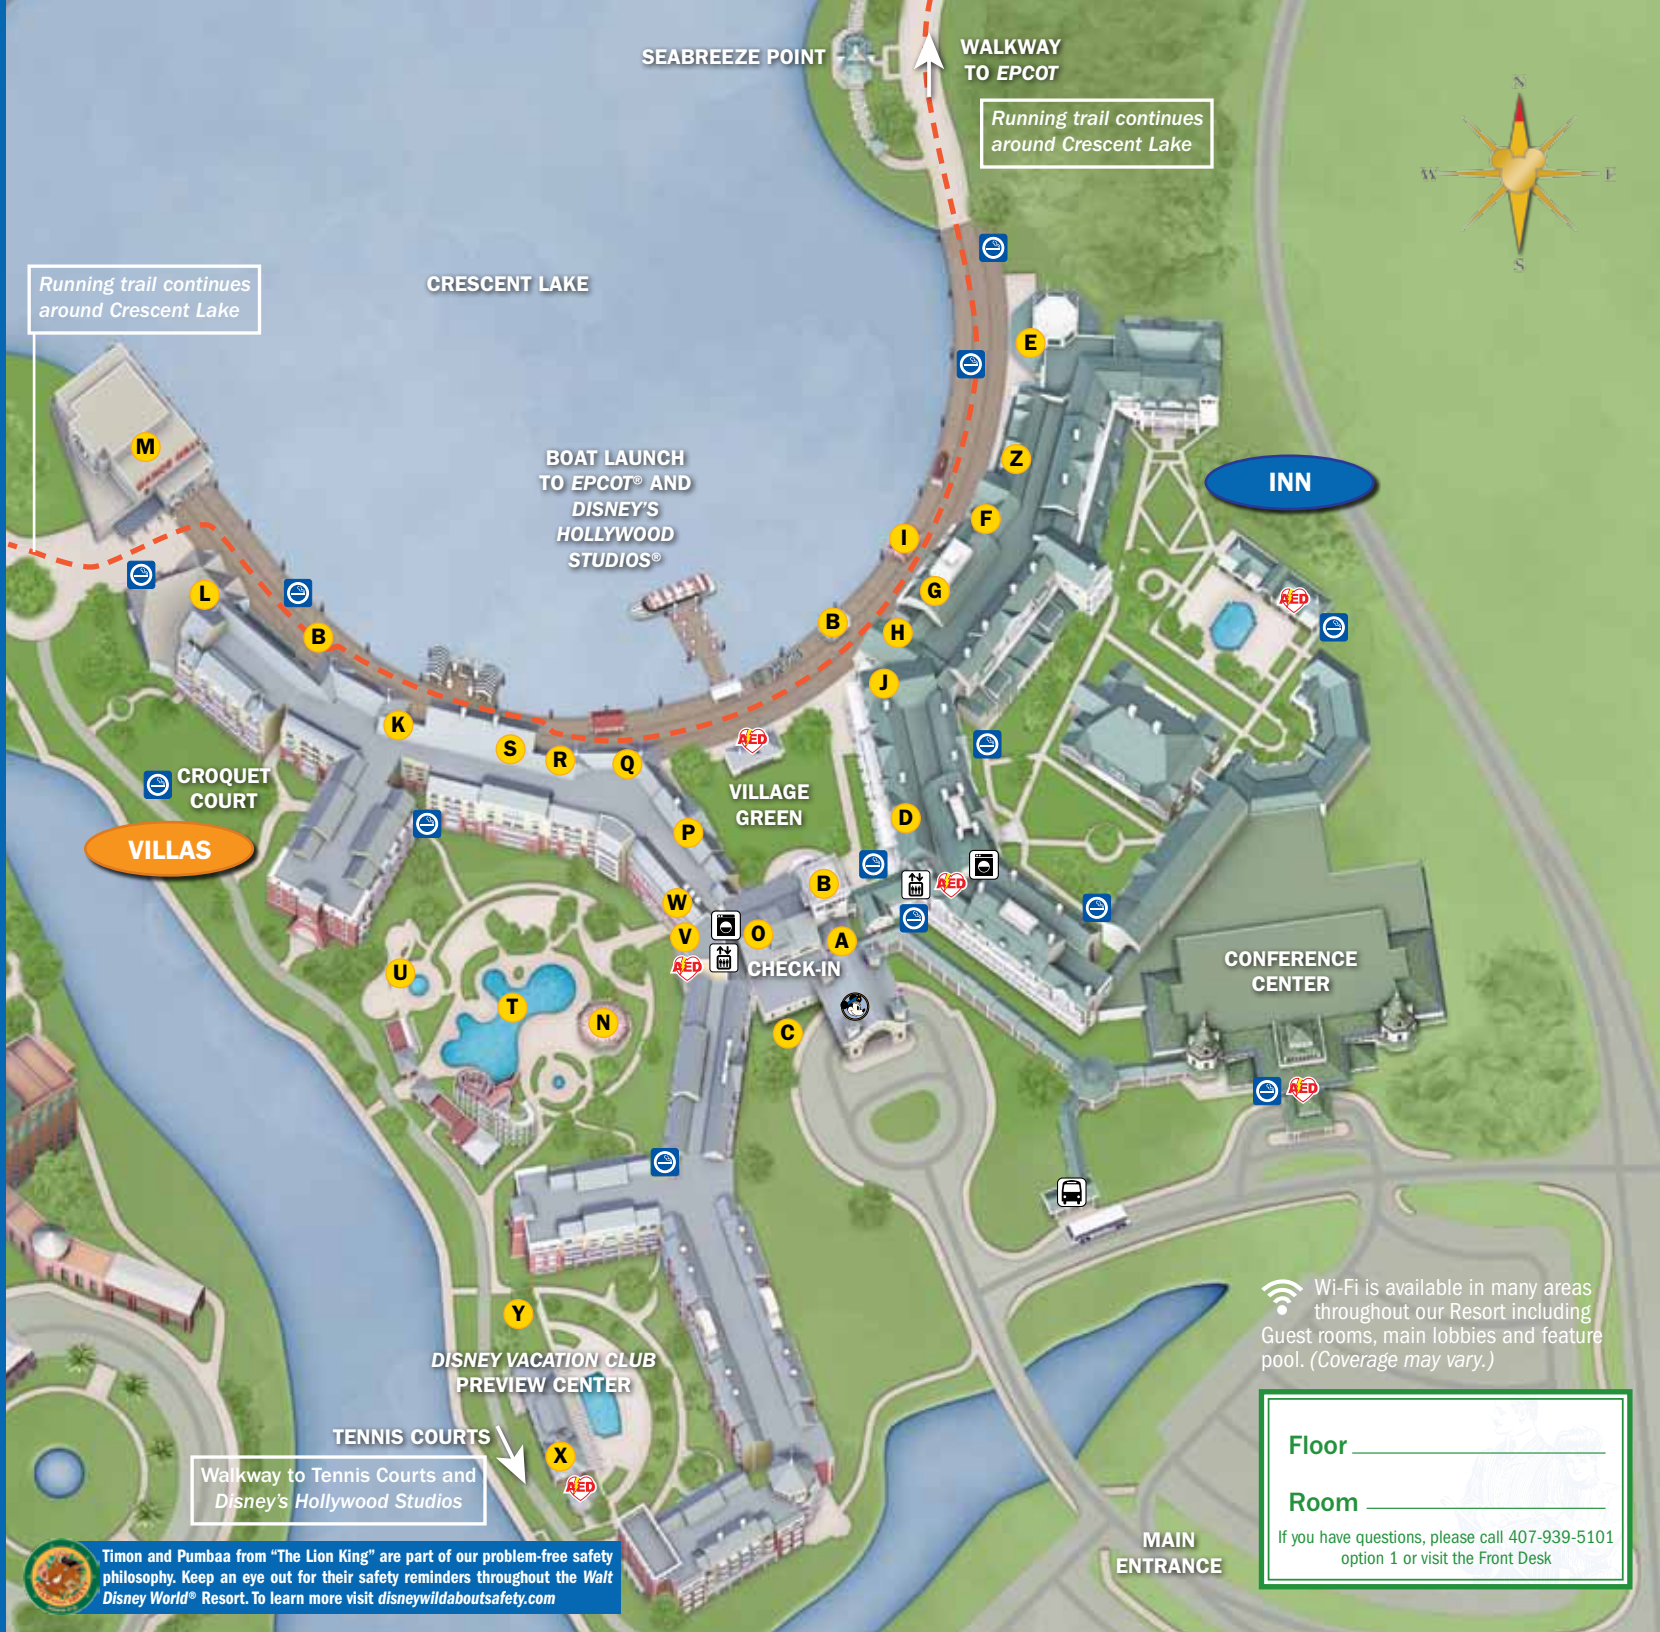 SEABREEZE POINT
WALKWAY
TO EPCOT
Running trail continues
around Crescent Lake
N
W
E
S
CRESCENT LAKE
Running trail continues
around Crescent Lake
E
M
DANCE HALL
BOAT LAUNCH
TO EPCOT® AND
DISNEY'S
HOLLYWOOD
STUDIOS®
Z
INN
F
I
L
G
AED
B
B
H
J
K
S
R
Q
AED
CROQUET
COURT
VILLAGE
GREEN
D
P
VILLAS
B
AED
W
V
O
A
AED
CHECK-IN
CONFERENCE
CENTER
U
T
N
C
AED
Y
Wi-Fi is available in many areas
throughout our Resort including
Guest rooms, main lobbies and feature
pool. (Coverage may vary.)
DISNEY VACATION CLUB
PREVIEW CENTER
TENNIS COURTS
X
AED
Walkway to Tennis Courts and
Disney's Hollywood Studios
Floor
Room
If you have questions, please call 407-939-5101
option 1 or visit the Front Desk
MAIN
ENTRANCE
Timon and Pumbaa from “The Lion King” are part of our problem-free safety
philosophy. Keep an eye out for their safety reminders throughout the Walt
Disney World® Resort. To learn more visit disneywildaboutsafety.com